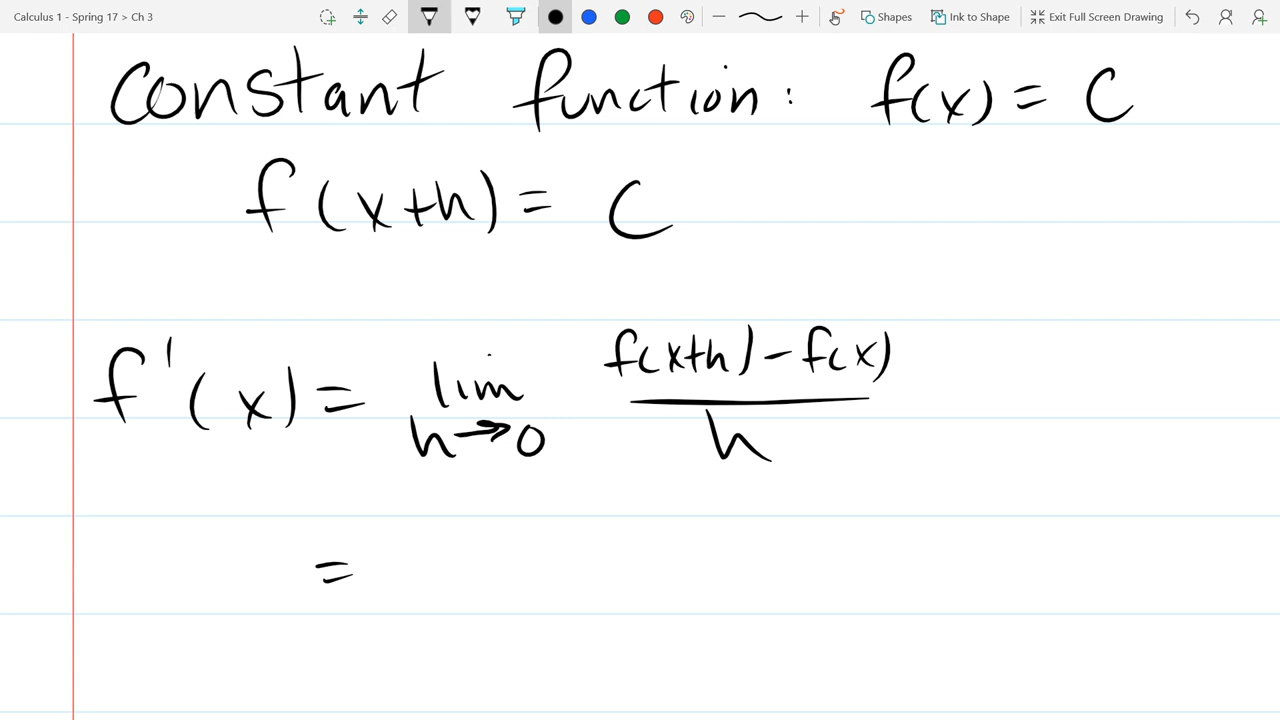 Calculus 1 - Spring 17 > Ch 3
Shapes
Ink to Shape
Exit Full Screen Drawing
Constant function: f(x) = C
f(x+h) = C
f'(x) = lim h→0 f(x+h) - f(x) / h
=